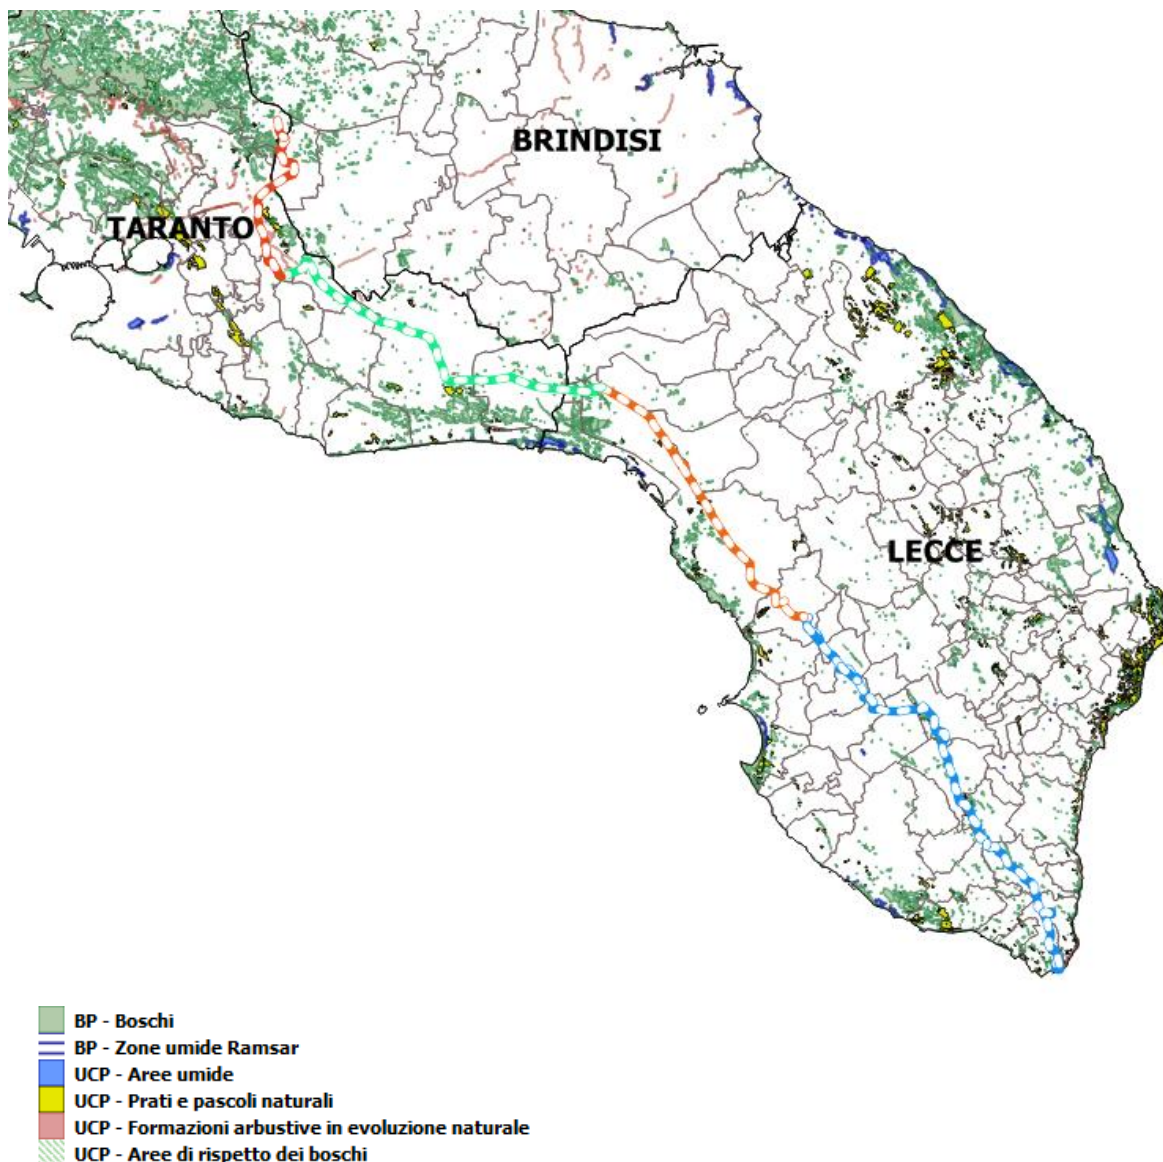 BRINDISI
TARANTO
LECCE
BP - Boschi
BP - Zone umide Ramsar
UCP - Aree umide
UCP - Prati e pascoli naturali
UCP - Formazioni arbustive in evoluzione naturale
UCP - Aree di rispetto dei boschi